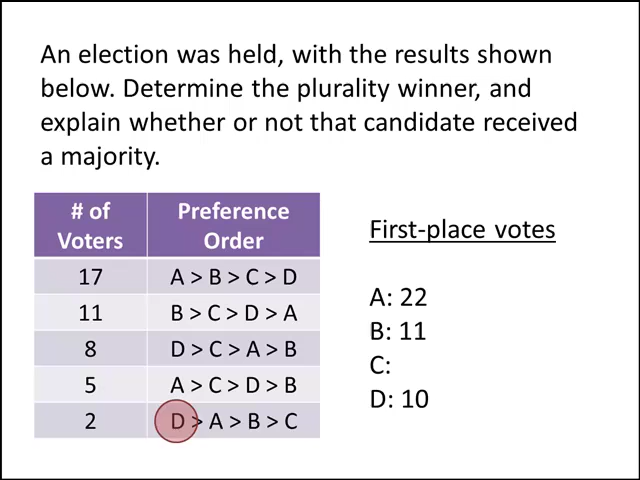 An election was held, with the results shown
below. Determine the plurality winner, and
explain whether or not that candidate received
a majority.
# of Voters Preference Order
17 A > B > C > D
11 B > C > D > A
8 D > C > A > B
5 A > C > D > B
2 D > A > B > C
First-place votes
A: 22
B: 11
C:
D: 10